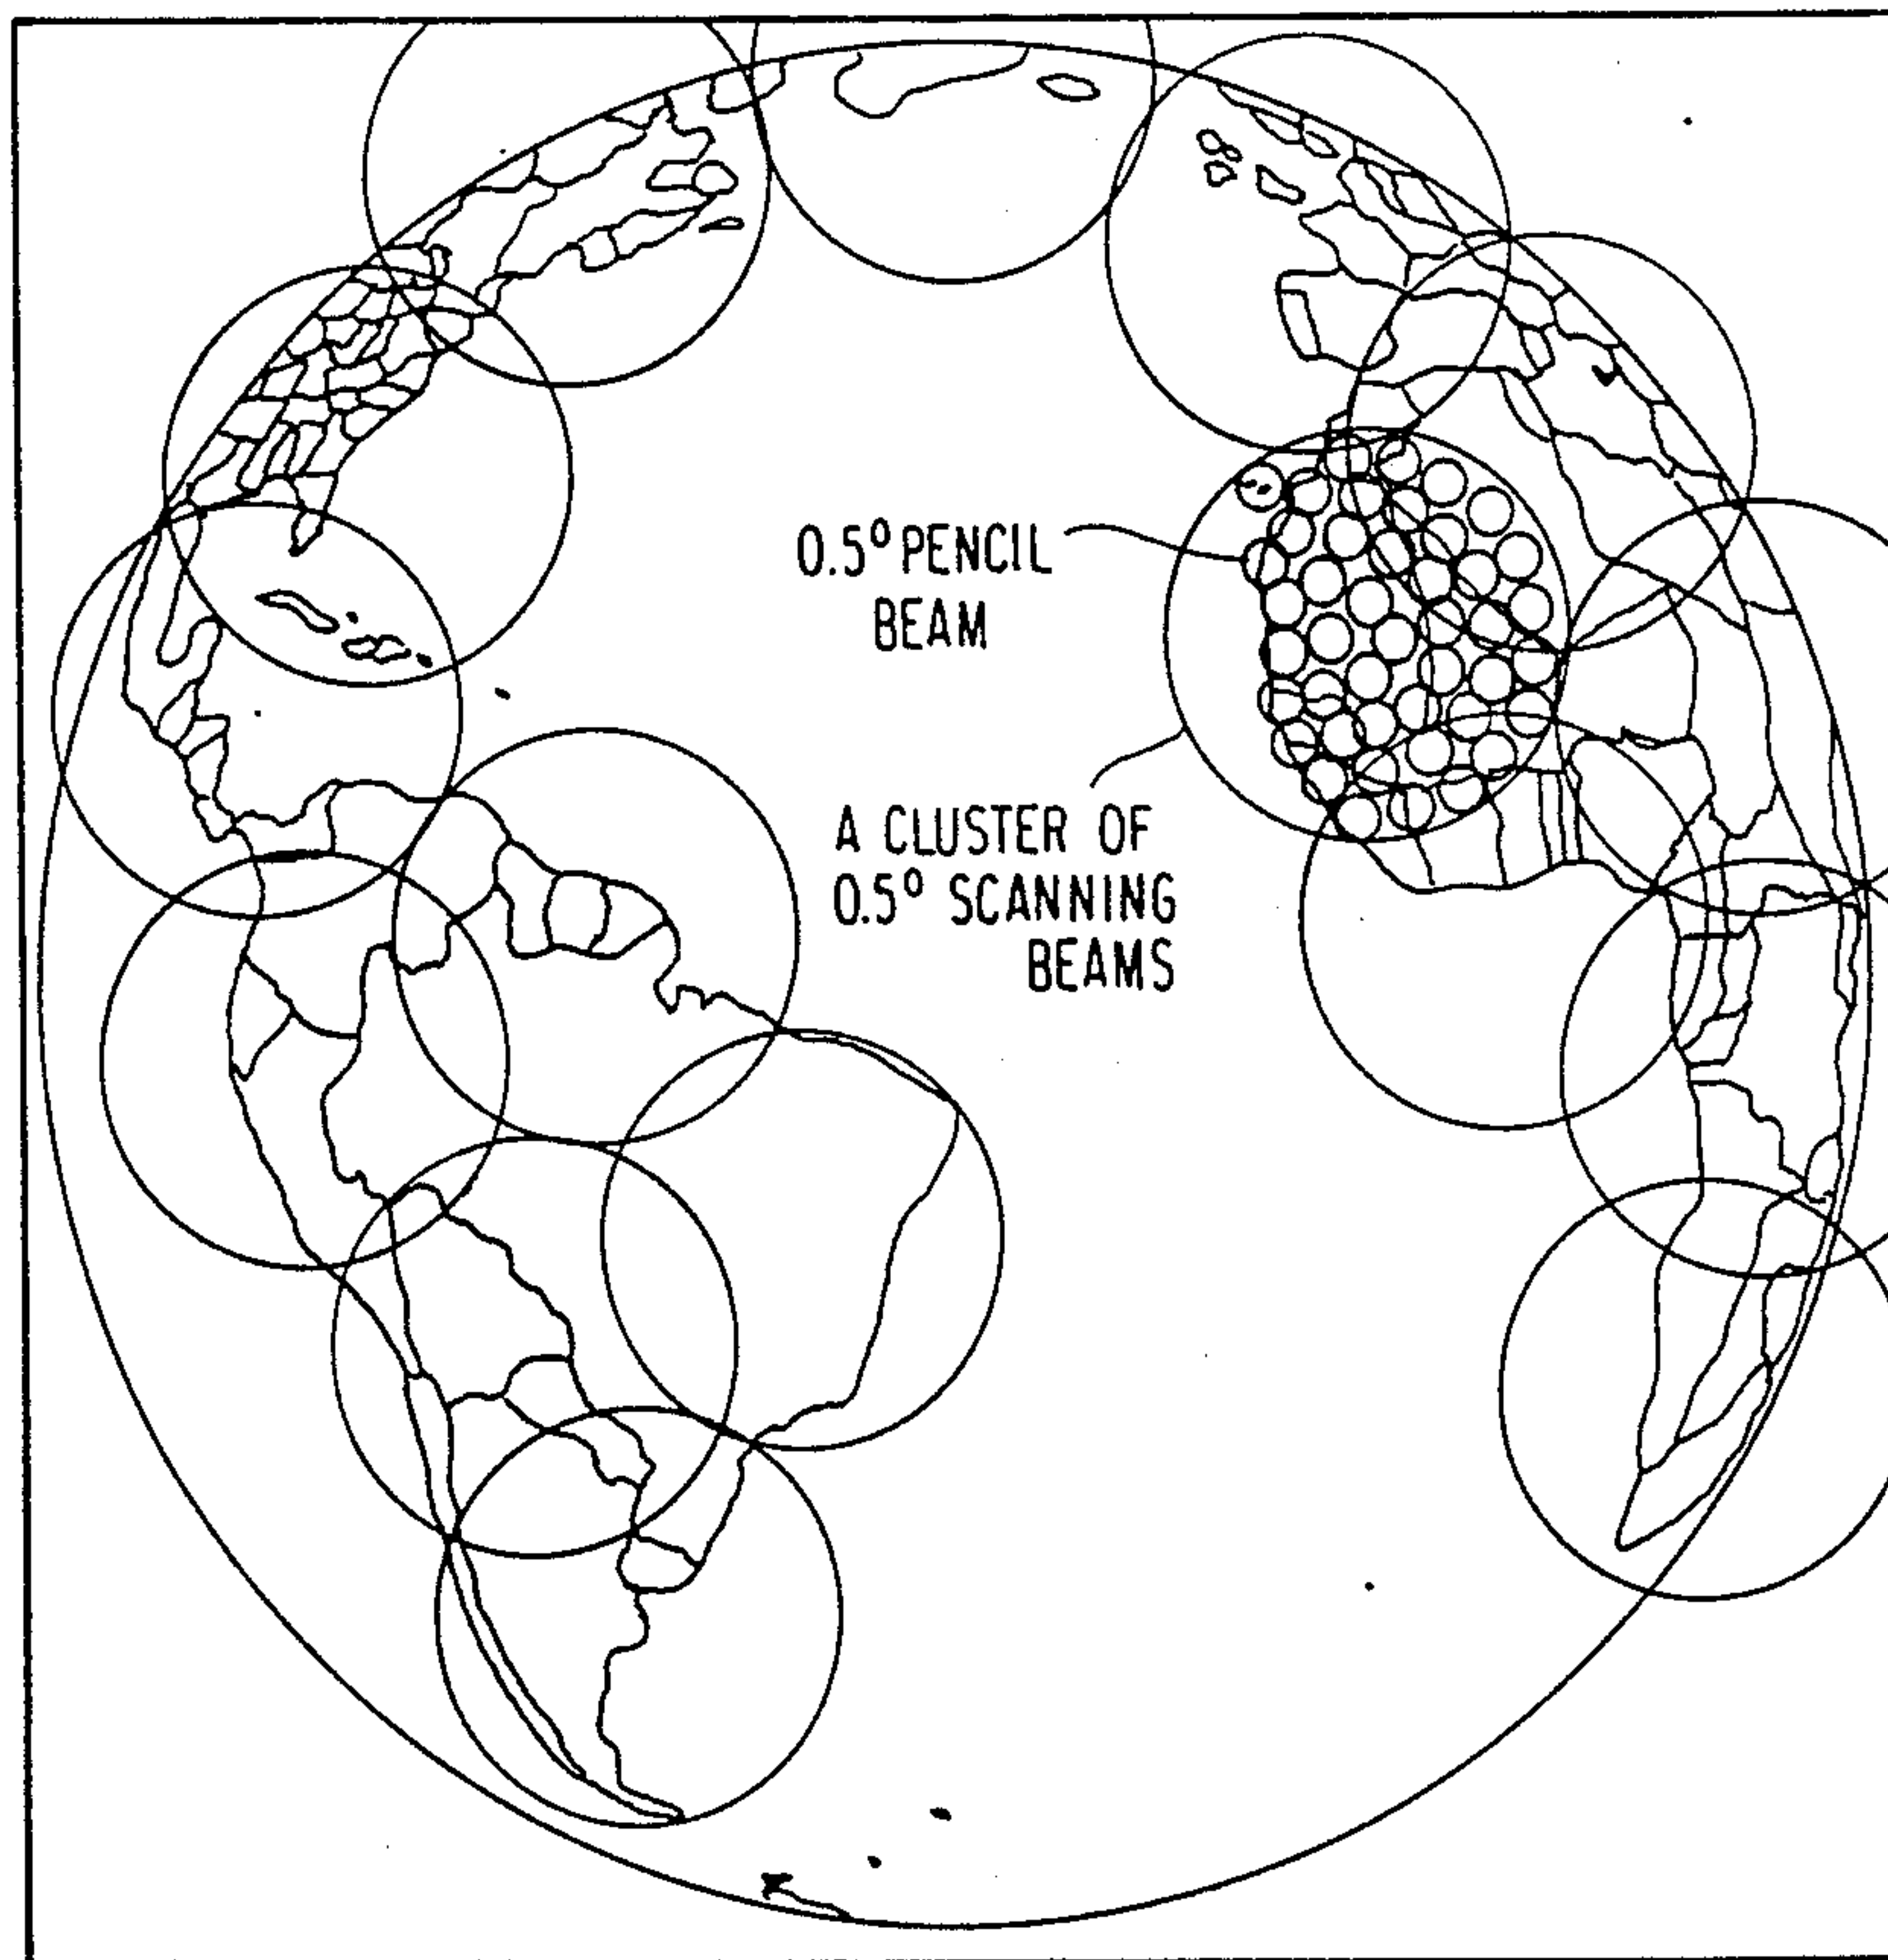 0.5° PENCIL
BEAM
A CLUSTER OF
0.5° SCANNING
BEAMS